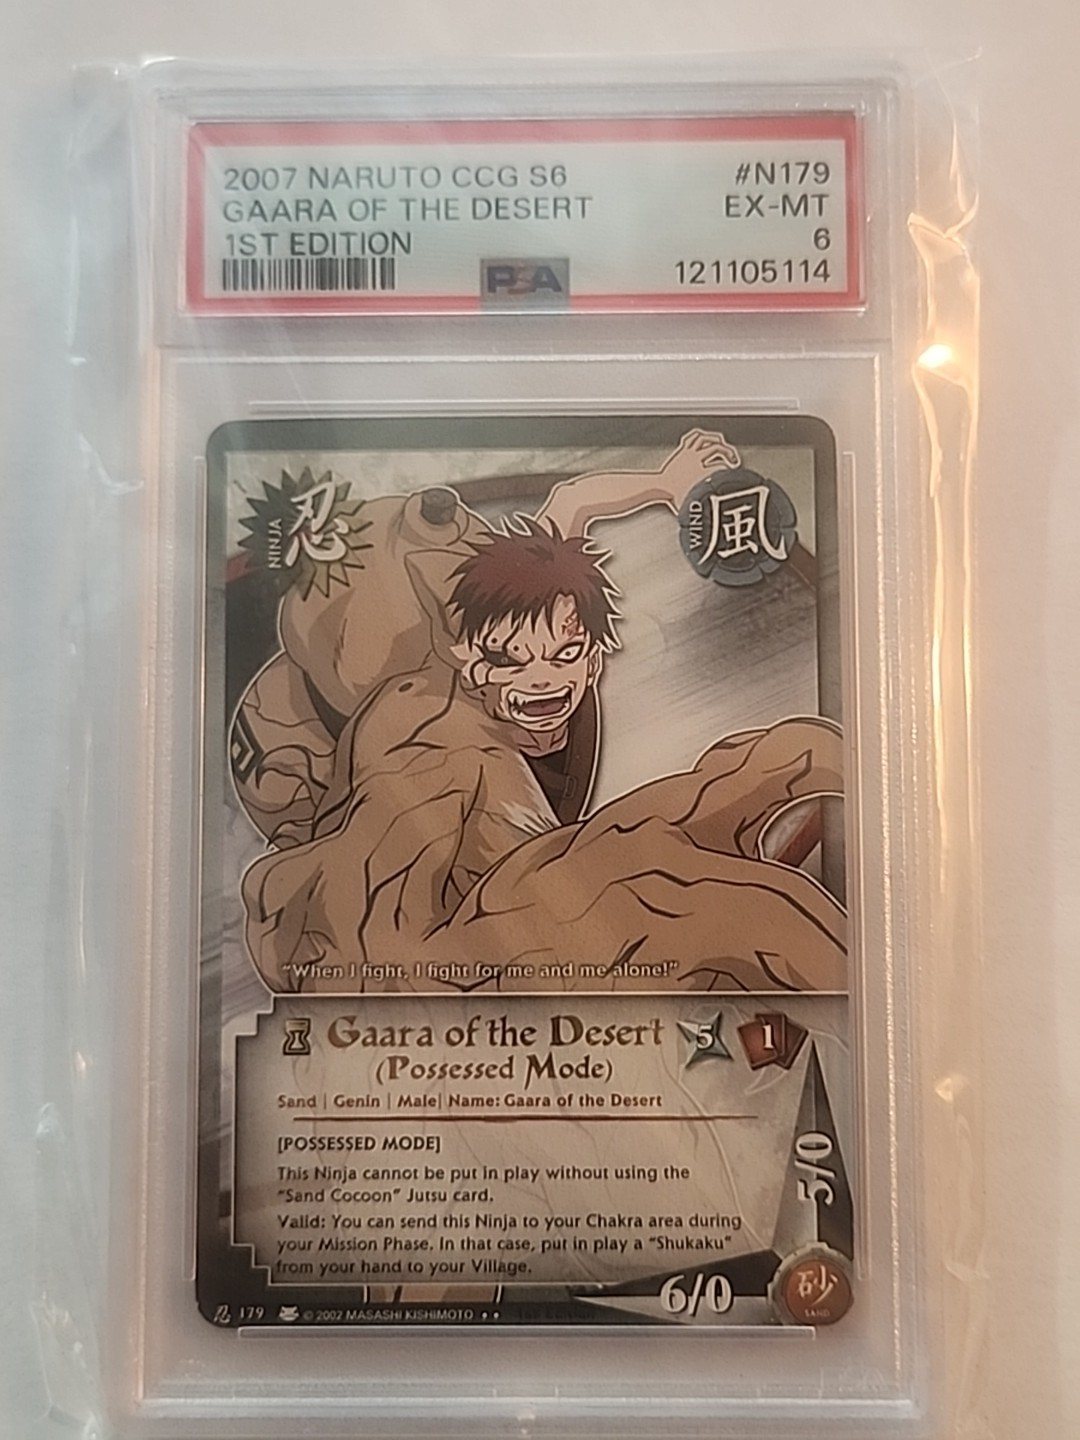 2007 NARUTO CCG S6
#N179
GAARA OF THE DESERT
EX-MT
1ST EDITION
6
PSA
121105114
NINJA
忍
WIND
風
"When I fight, I fight for me and me alone!"
Gaara of the Desert
5
1
(Possessed Mode)
Sand | Genin | Male| Name: Gaara of the Desert
[POSSESSED MODE]
This Ninja cannot be put in play without using the
"Sand Cocoon" Jutsu card.
Valid: You can send this Ninja to your Chakra area during
your Mission Phase. In that case, put in play a "Shukaku"
from your hand to your Village.
5/0
6/0
砂
SAND
忍 179
© 2002 MASASHI KISHIMOTO